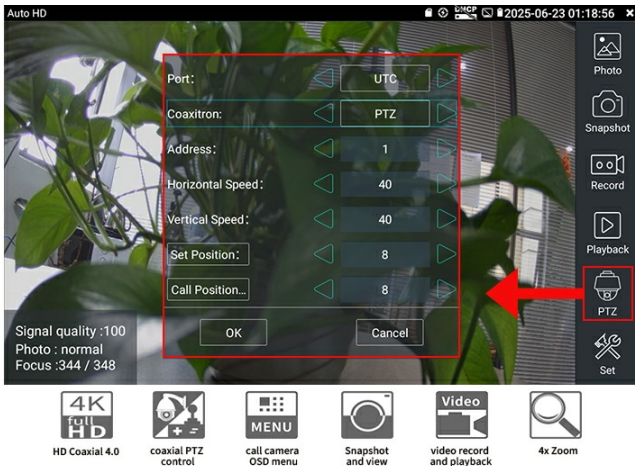 Auto HD
DHCP
2025-06-23 01:18:56
Port:
UTC
Coaxitron:
PTZ
Address:
1
Horizontal Speed:
40
Vertical Speed:
40
Set Position:
8
Call Position...
8
OK
Cancel
Photo
Snapshot
Record
Playback
PTZ
Set
Signal quality :100
Photo : normal
Focus :344 / 348
4K
full
HD
HD Coaxial 4.0
coaxial PTZ
control
MENU
call camera
OSD menu
Snapshot
and view
Video
video record
and playback
4x Zoom